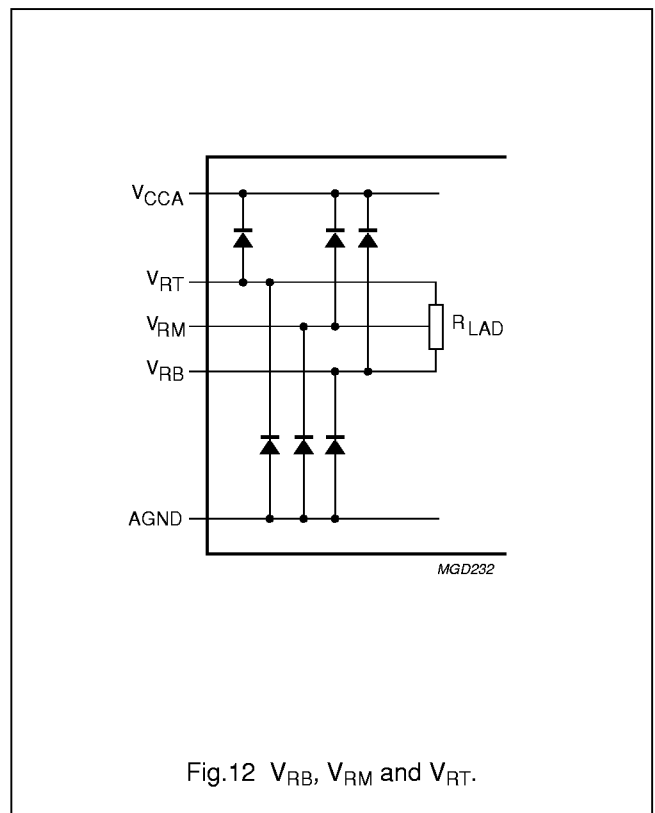 VCCA
VRT
VRM
RLAD
VRB
AGND
MGD232
Fig.12 VRB, VRM and VRT.